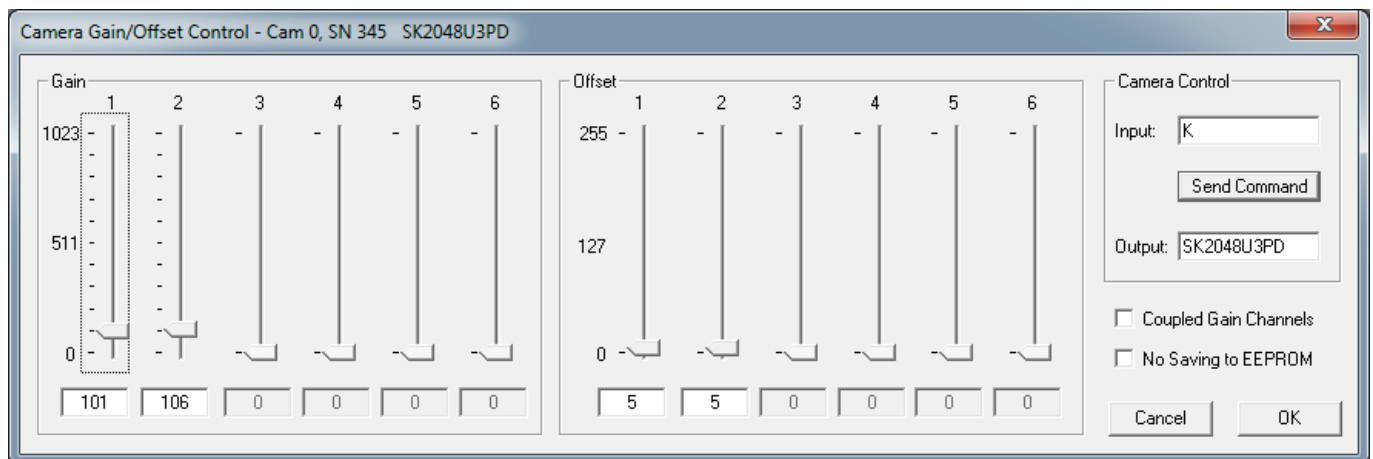 Camera Gain/Offset Control - Cam 0, SN 345 SK2048U3PD
Gain
1 2 3 4 5 6
1023
511
0
101 106 0 0 0 0
Offset
1 2 3 4 5 6
255
127
0
5 5 0 0 0 0
Camera Control
Input: K
Send Command
Output: SK2048U3PD
Coupled Gain Channels
No Saving to EEPROM
Cancel OK